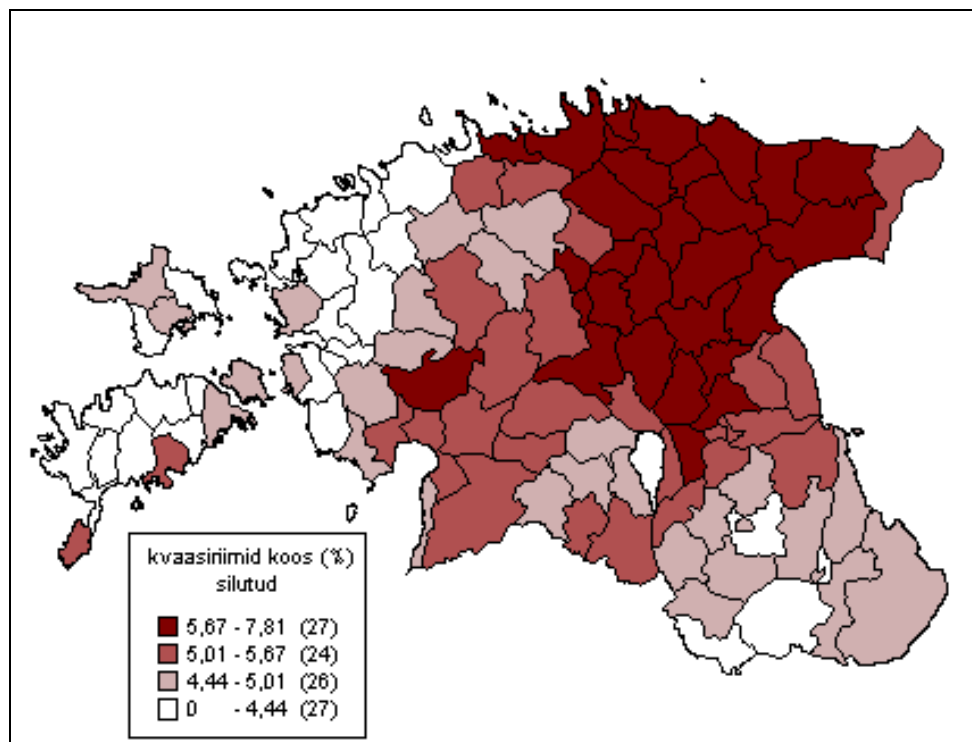 kvaasiriimid koos (%)
silutud
5,67 - 7,81 (27)
5,01 - 5,67 (24)
4,44 - 5,01 (26)
0 - 4,44 (27)